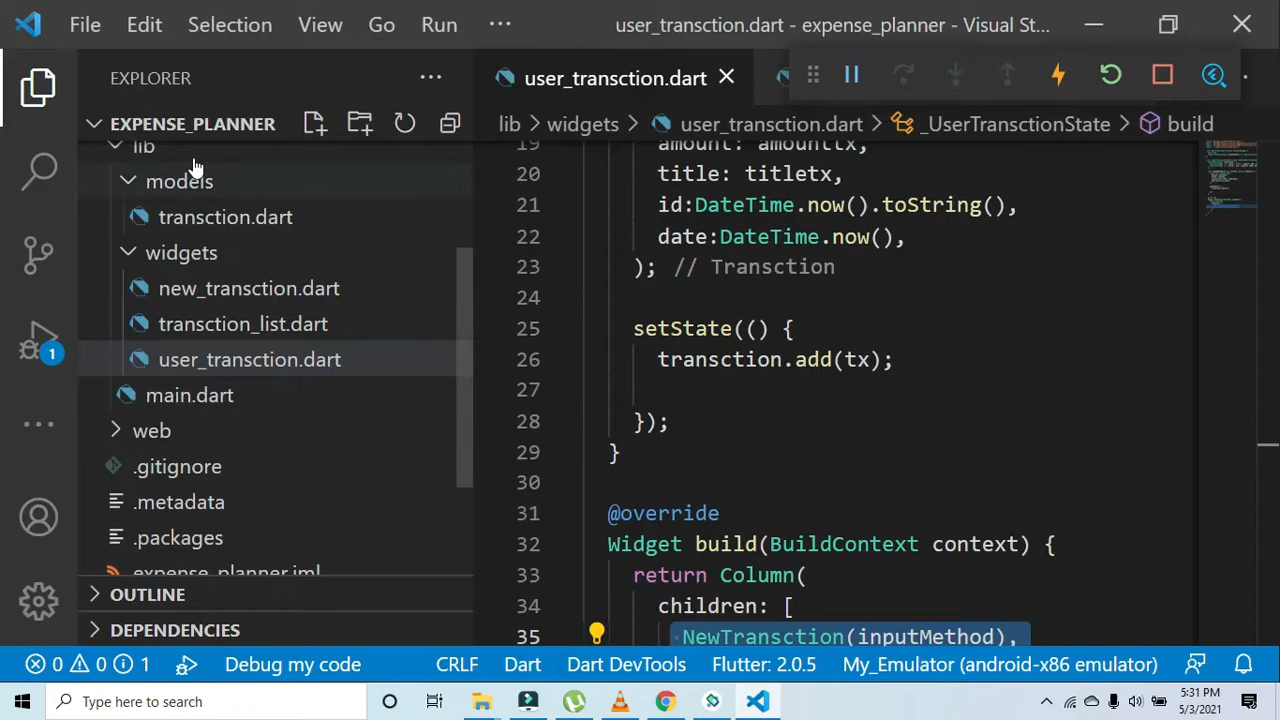 File Edit Selection View Go Run ··· user_transction.dart - expense_planner - Visual St...
EXPLORER ···
user_transction.dart
EXPENSE_PLANNER
lib > widgets > user_transction.dart > _UserTransctionState > build
lib
models
transction.dart
widgets
new_transction.dart
transction_list.dart
user_transction.dart
main.dart
web
.gitignore
.metadata
.packages
expense_planner.iml
OUTLINE
DEPENDENCIES
19 amount: amounttx,
20 title: titletx,
21 id:DateTime.now().toString(),
22 date:DateTime.now(),
23 ); // Transction
24
25 setState(() {
26 transction.add(tx);
27
28 });
29 }
30
31 @override
32 Widget build(BuildContext context) {
33 return Column(
34 children: [
35 NewTransction(inputMethod),
1
0 0 1 Debug my code CRLF Dart Dart DevTools Flutter: 2.0.5 My_Emulator (android-x86 emulator)
Type here to search
5:31 PM
5/3/2021